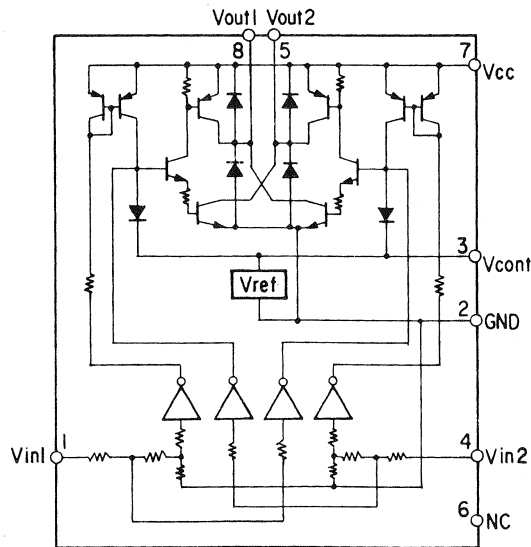 Vout1 Vout2
8 5
7
Vcc
3
Vcont
Vref
2
GND
1
Vin1
4
Vin2
6
NC